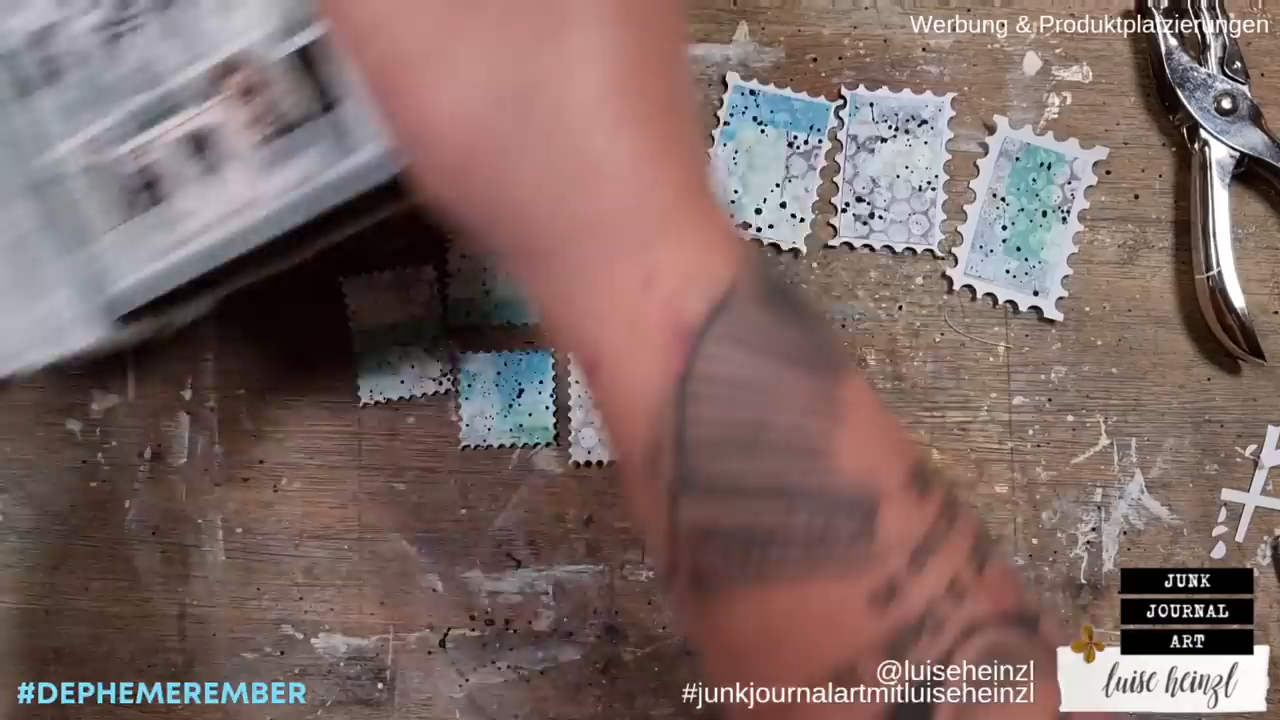 Werbung & Produktplatzierungen
JUNK
JOURNAL
ART
@luiseheinzl
#junkjournalartmitluiseheinzl
luise heinzl
#DEPHEMEREMBER